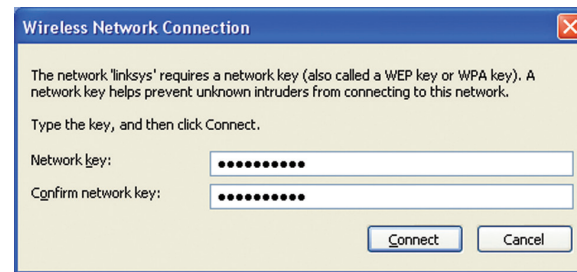 Wireless Network Connection
The network 'linksys' requires a network key (also called a WEP key or WPA key). A
network key helps prevent unknown intruders from connecting to this network.
Type the key, and then click Connect.
Network key:
••••••••••
Confirm network key:
••••••••••
Connect Cancel